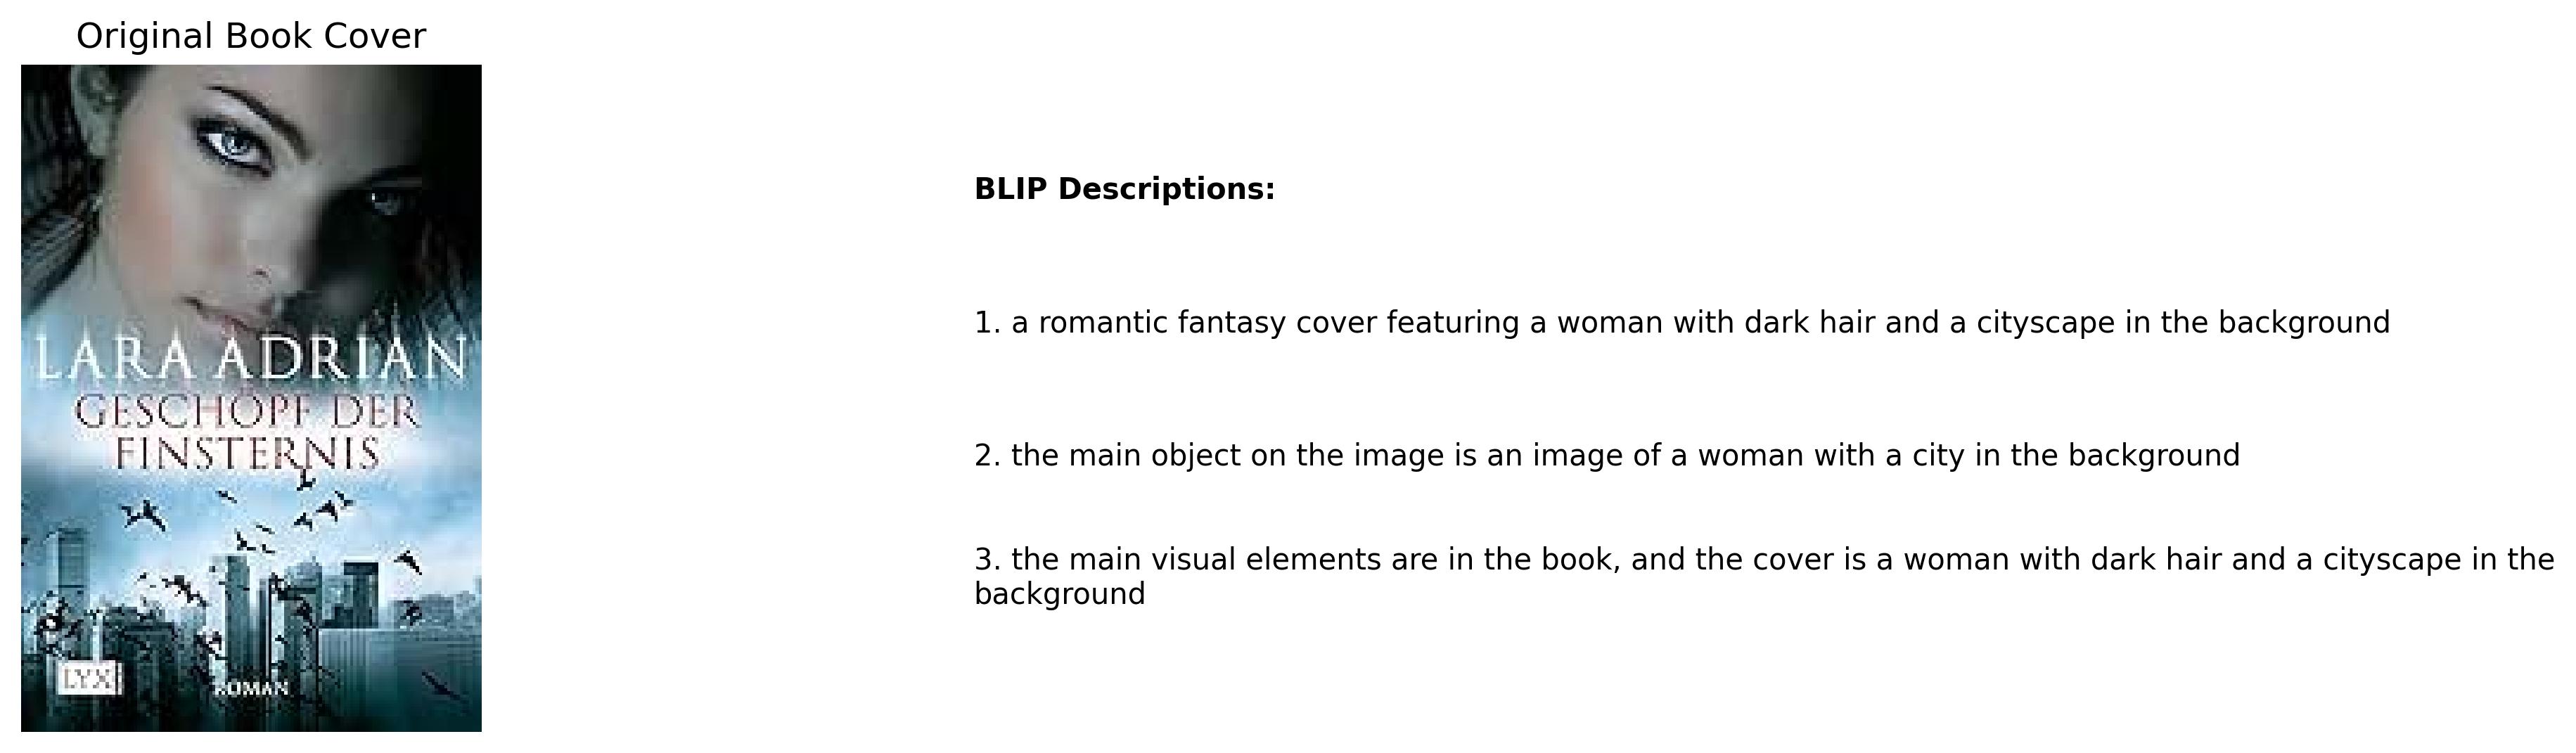 Original Book Cover
LARA ADRIAN
GESCHÖPF DER
FINSTERNIS
LYX
ROMAN
BLIP Descriptions:
1. a romantic fantasy cover featuring a woman with dark hair and a cityscape in the background
2. the main object on the image is an image of a woman with a city in the background
3. the main visual elements are in the book, and the cover is a woman with dark hair and a cityscape in the
background